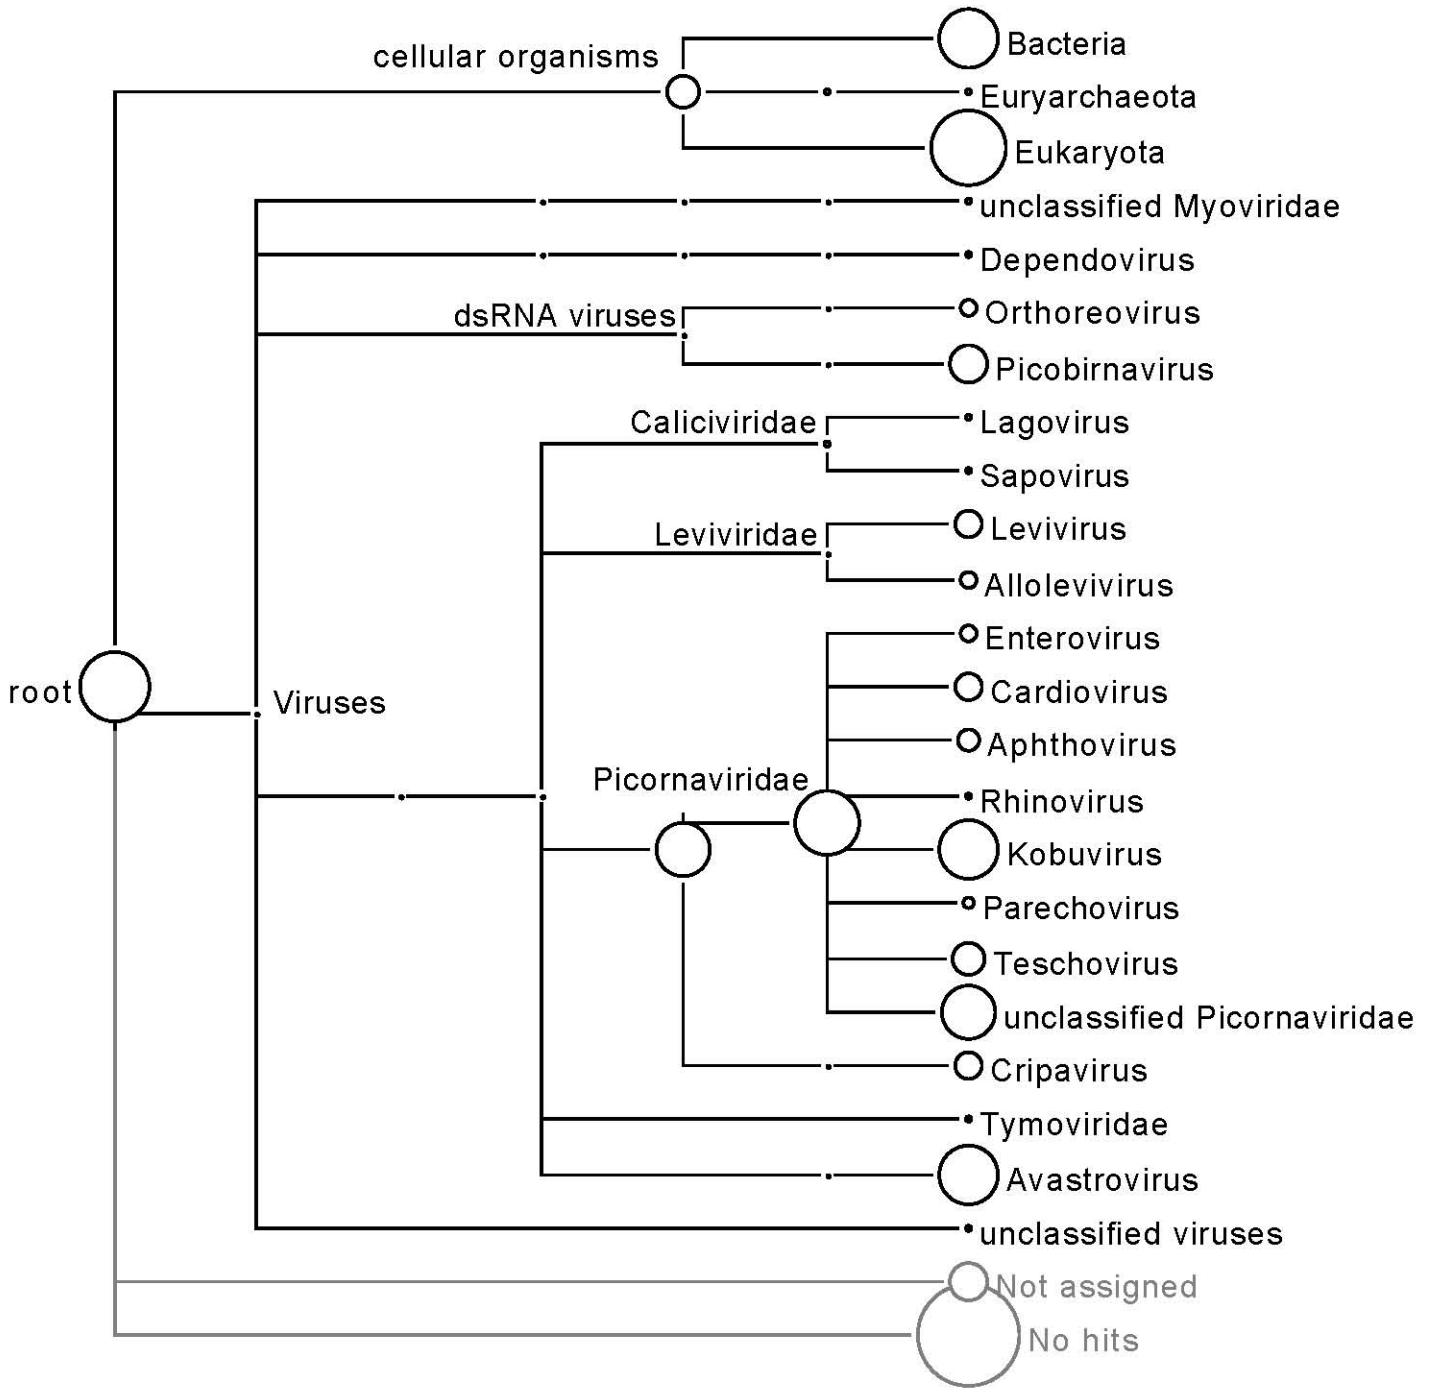 Bacteria
cellular organisms
Euryarchaeota
Eukaryota
unclassified Myoviridae
Dependovirus
Orthoreovirus
dsRNA viruses
Picobirnavirus
Caliciviridae
Lagovirus
Sapovirus
Levivirus
Leviviridae
Allolevivirus
Enterovirus
Cardiovirus
root
Viruses
Aphthovirus
Picornaviridae
Rhinovirus
Kobuvirus
Parechovirus
Teschovirus
unclassified Picornaviridae
Cripavirus
Tymoviridae
Avastrovirus
unclassified viruses
Not assigned
No hits